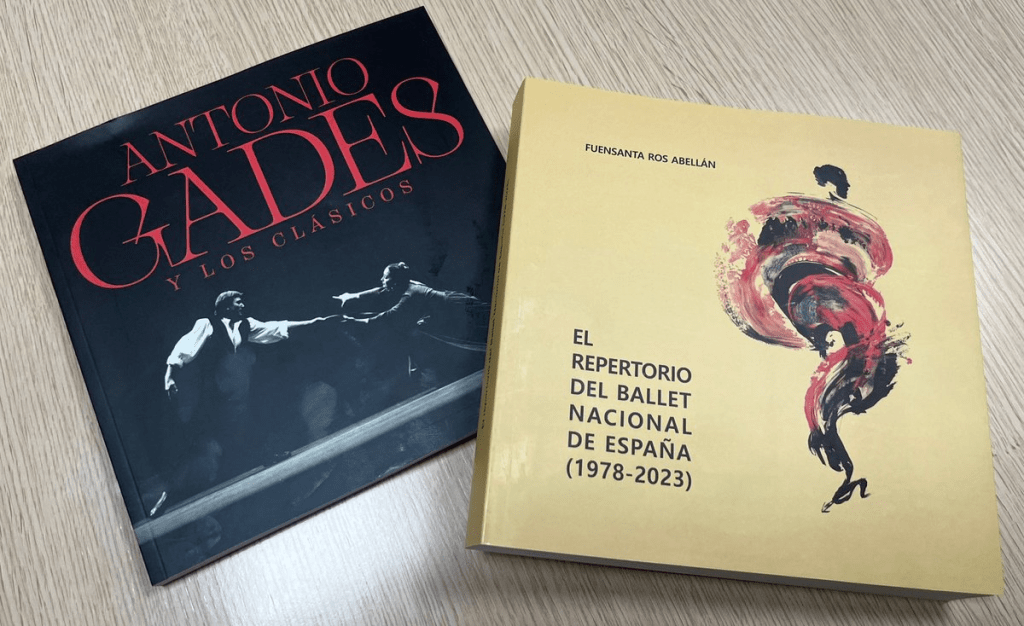 ANTONIO
GADES
Y LOS CLÁSICOS
FUENSANTA ROS ABELLÁN
EL
REPERTORIO
DEL BALLET
NACIONAL
DE ESPAÑA
(1978-2023)